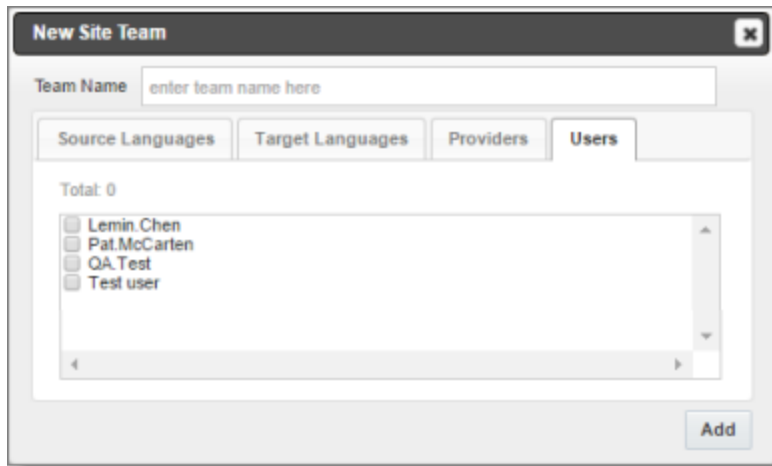 New Site Team
Team Name enter team name here
Source Languages Target Languages Providers Users
Total: 0
Lemin.Chen
Pat.McCarten
QA.Test
Test user
Add